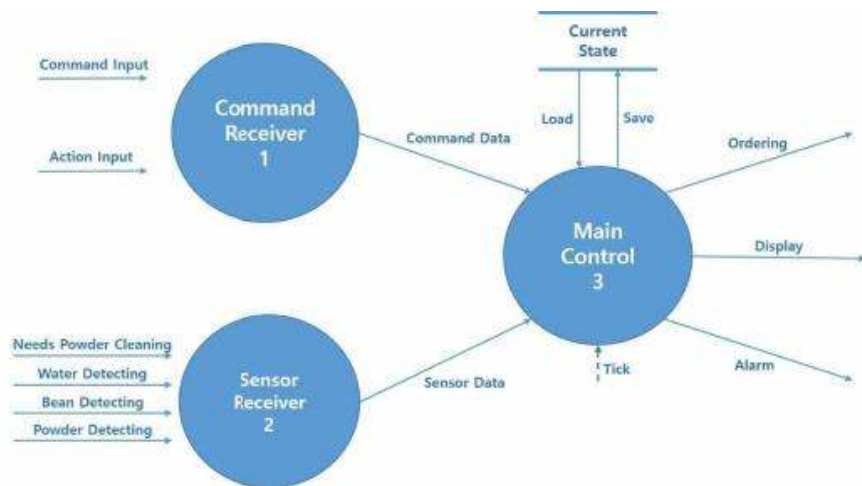 Command Input
Action Input
Command
Receiver
1
Command Data
Current
State
Load
Save
Main
Control
3
Ordering
Display
Alarm
Tick
Needs Powder Cleaning
Water Detecting
Bean Detecting
Powder Detecting
Sensor
Receiver
2
Sensor Data